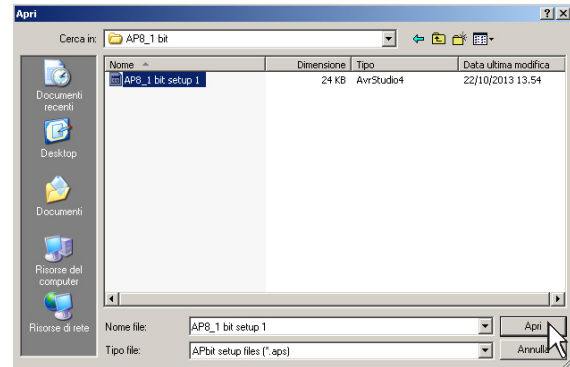 Apri
Cerca in: AP8_1 bit
Nome Dimensione Tipo Data ultima modifica
AP8_1 bit setup 1 24 KB AvrStudio4 22/10/2013 13.54
Documenti
recenti
Desktop
Documenti
Risorse del
computer
Risorse di rete
Nome file: AP8_1 bit setup 1 Apri
Tipo file: APbit setup files (*.aps) Annulla